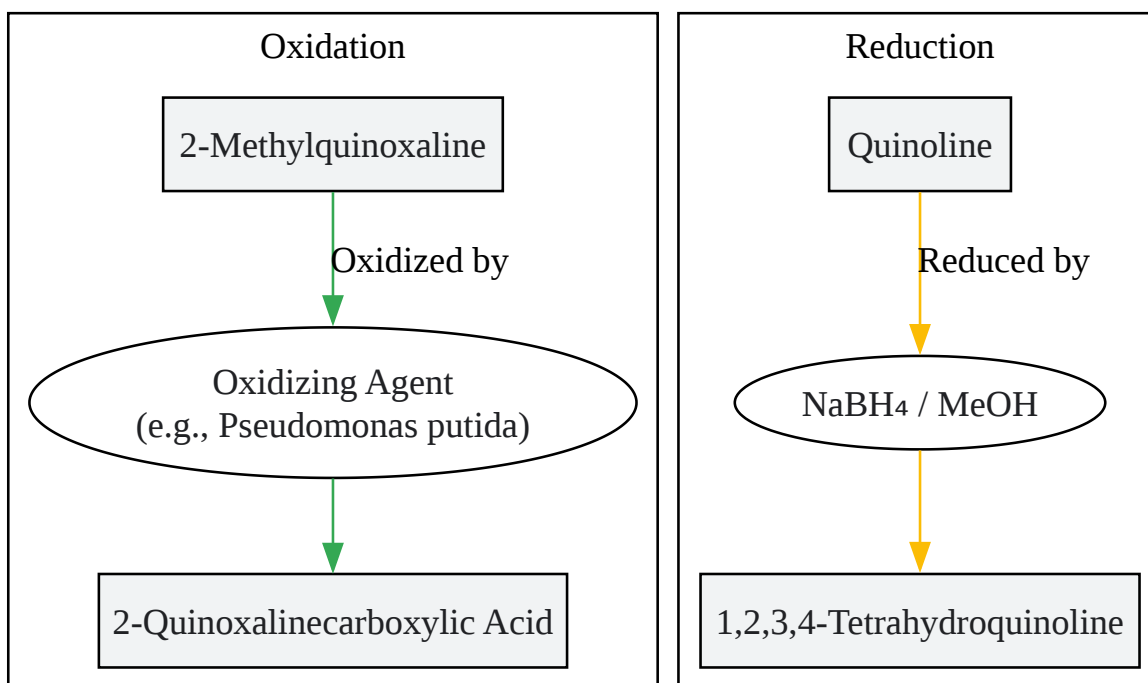 Oxidation
2-Methylquinoxaline
Oxidized by
Oxidizing Agent
(e.g., Pseudomonas putida)
2-Quinoxalinecarboxylic Acid
Reduction
Quinoline
Reduced by
NaBH₄ / MeOH
1,2,3,4-Tetrahydroquinoline